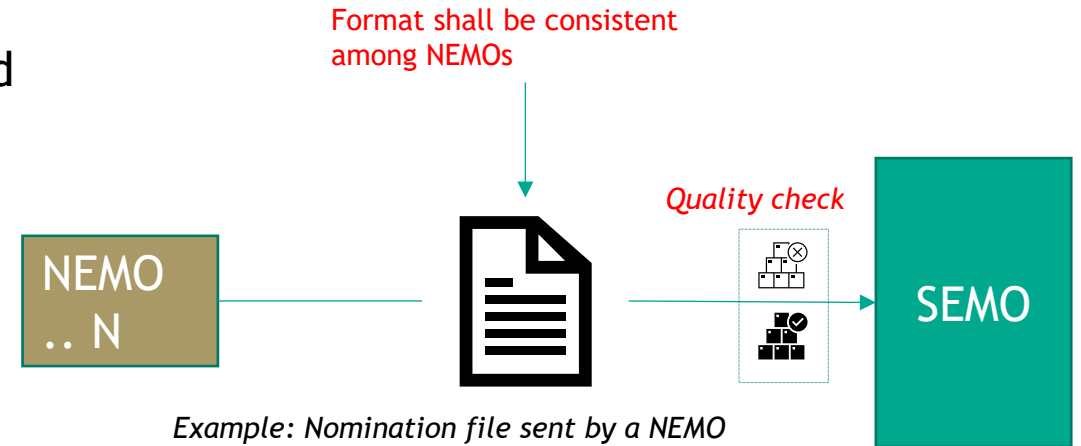 Format shall be consistent
among NEMOs
d
Quality check
NEMO
.. N
SEMO
Example: Nomination file sent by a NEMO